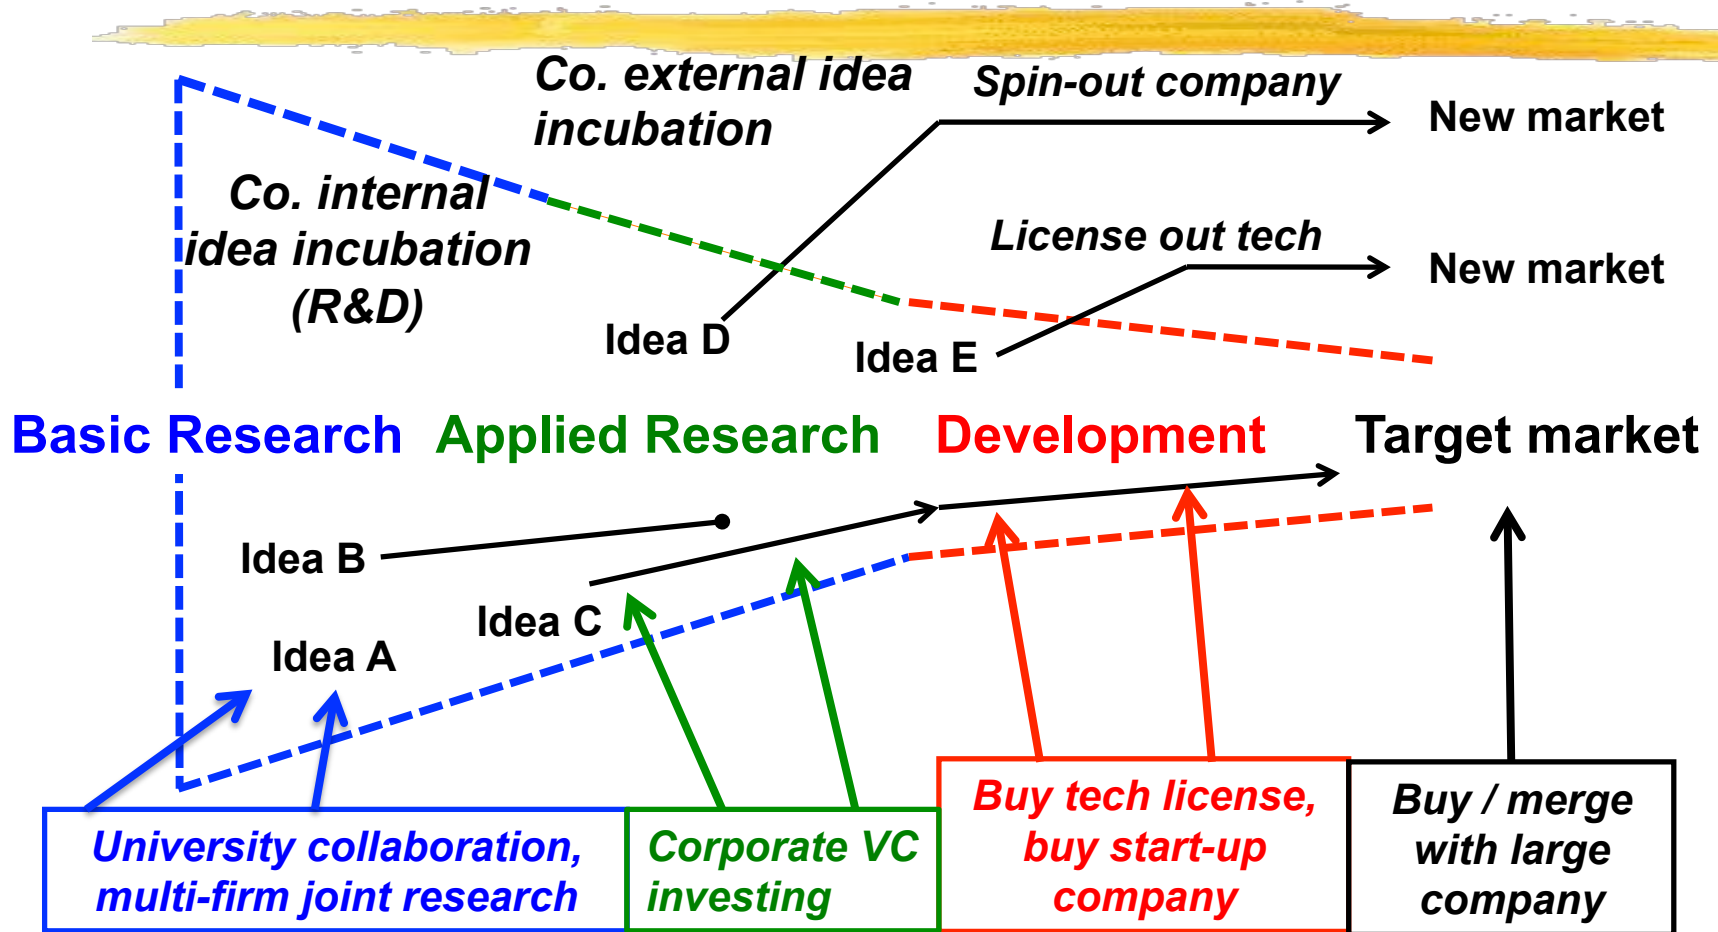 Co. external idea
incubation
Spin-out company
New market
Co. internal
idea incubation
(R&D)
License out tech
New market
Idea D
Idea E
Basic Research
Applied Research
Development
Target market
Idea B
Idea C
Idea A
University collaboration,
multi-firm joint research
Corporate VC
investing
Buy tech license,
buy start-up
company
Buy / merge
with large
company